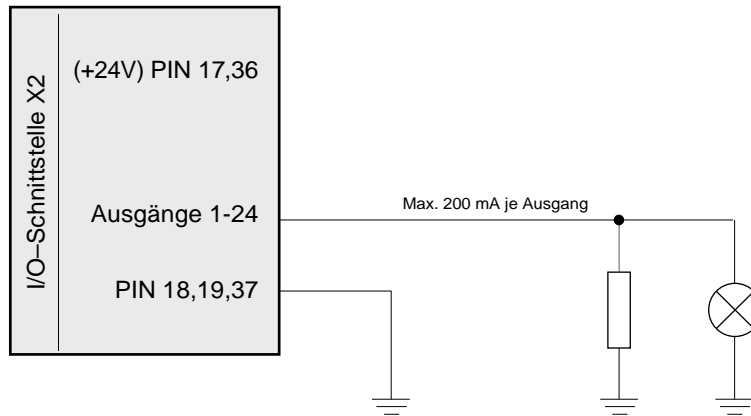 I/O–Schnittstelle X2
(+24V) PIN 17,36
Ausgänge 1-24
Max. 200 mA je Ausgang
PIN 18,19,37